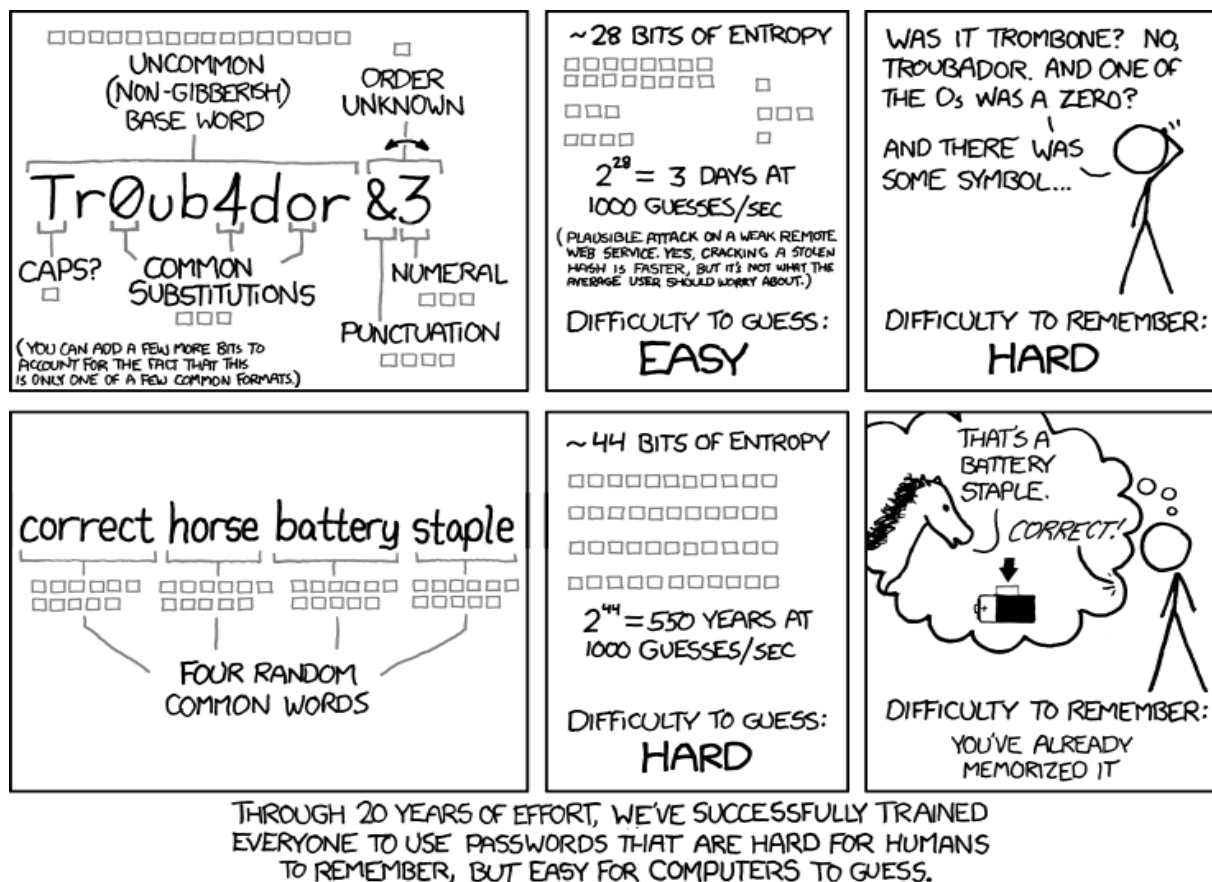 UNCOMMON
(NON-GIBBERISH)
BASE WORD
ORDER
UNKNOWN
Tr0ub4dor &3
CAPS?
COMMON
SUBSTITUTIONS
NUMERAL
PUNCTUATION
(YOU CAN ADD A FEW MORE BITS TO
ACCOUNT FOR THE FACT THAT THIS
IS ONLY ONE OF A FEW COMMON FORMATS.)
~28 BITS OF ENTROPY
2²⁸ = 3 DAYS AT
1000 GUESSES/SEC
(PLAUSIBLE ATTACK ON A WEAK REMOTE
WEB SERVICE. YES, CRACKING A STOLEN
HASH IS FASTER, BUT IT'S NOT WHAT THE
AVERAGE USER SHOULD WORRY ABOUT.)
DIFFICULTY TO GUESS:
EASY
WAS IT TROMBONE? NO,
TROUBADOR. AND ONE OF
THE Os WAS A ZERO?
AND THERE WAS
SOME SYMBOL...
DIFFICULTY TO REMEMBER:
HARD
correct horse battery staple
FOUR RANDOM
COMMON WORDS
~44 BITS OF ENTROPY
2⁴⁴ = 550 YEARS AT
1000 GUESSES/SEC
DIFFICULTY TO GUESS:
HARD
THAT'S A
BATTERY
STAPLE.
CORRECT!
+
DIFFICULTY TO REMEMBER:
YOU'VE ALREADY
MEMORIZED IT
THROUGH 20 YEARS OF EFFORT, WE'VE SUCCESSFULLY TRAINED
EVERYONE TO USE PASSWORDS THAT ARE HARD FOR HUMANS
TO REMEMBER, BUT EASY FOR COMPUTERS TO GUESS.